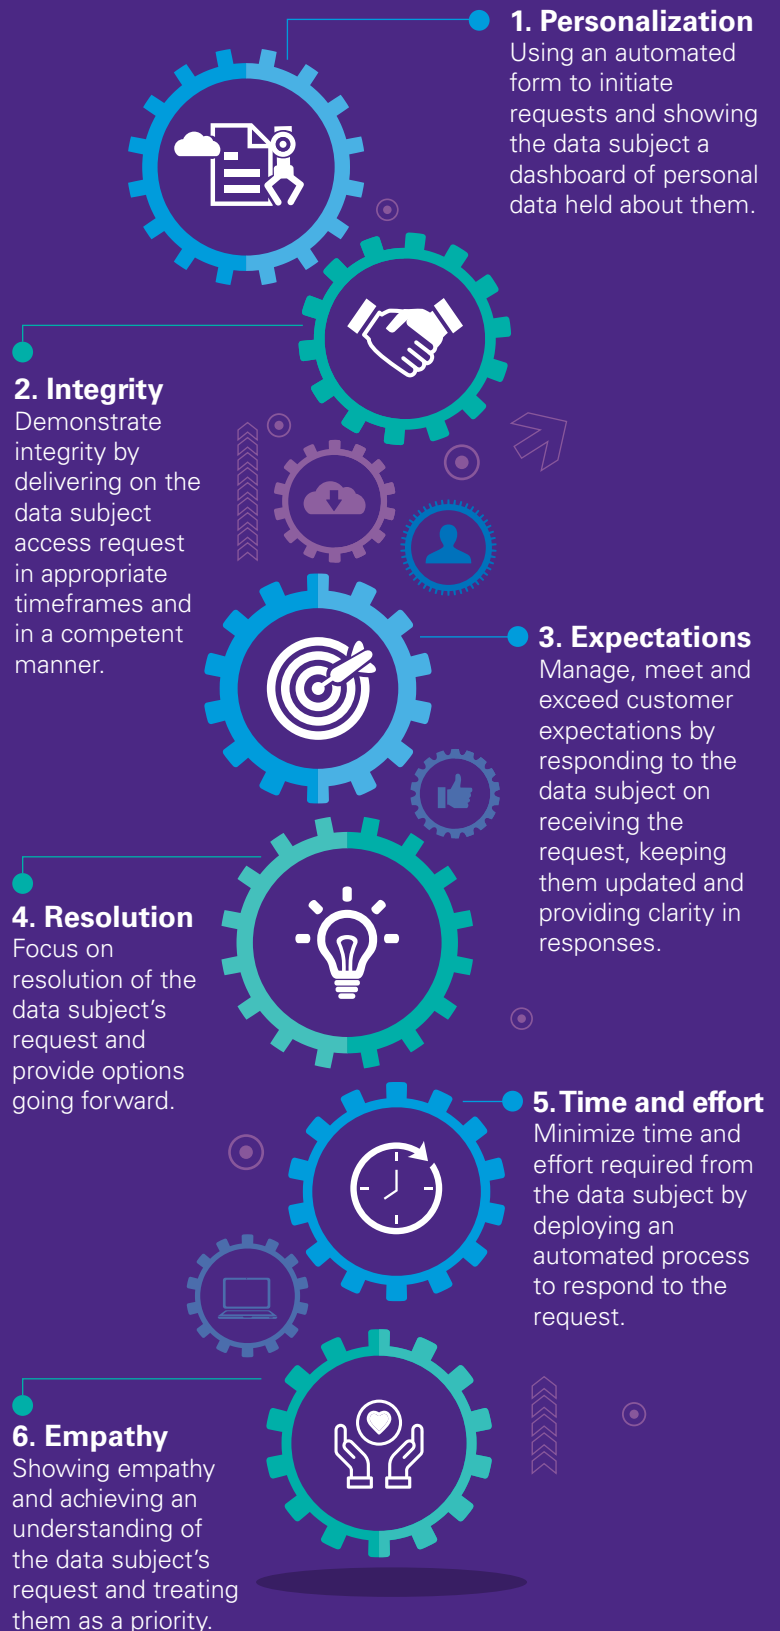 1. Personalization
Using an automated
form to initiate
requests and showing
the data subject a
dashboard of personal
data held about them.
2. Integrity
Demonstrate
integrity by
delivering on the
data subject
access request
in appropriate
timeframes and
in a competent
manner.
3. Expectations
Manage, meet and
exceed customer
expectations by
responding to the
data subject on
receiving the
request, keeping
them updated and
providing clarity in
responses.
4. Resolution
Focus on
resolution of the
data subject’s
request and
provide options
going forward.
5. Time and effort
Minimize time and
effort required from
the data subject by
deploying an
automated process
to respond to the
request.
6. Empathy
Showing empathy
and achieving an
understanding of
the data subject’s
request and treating
them as a priority.